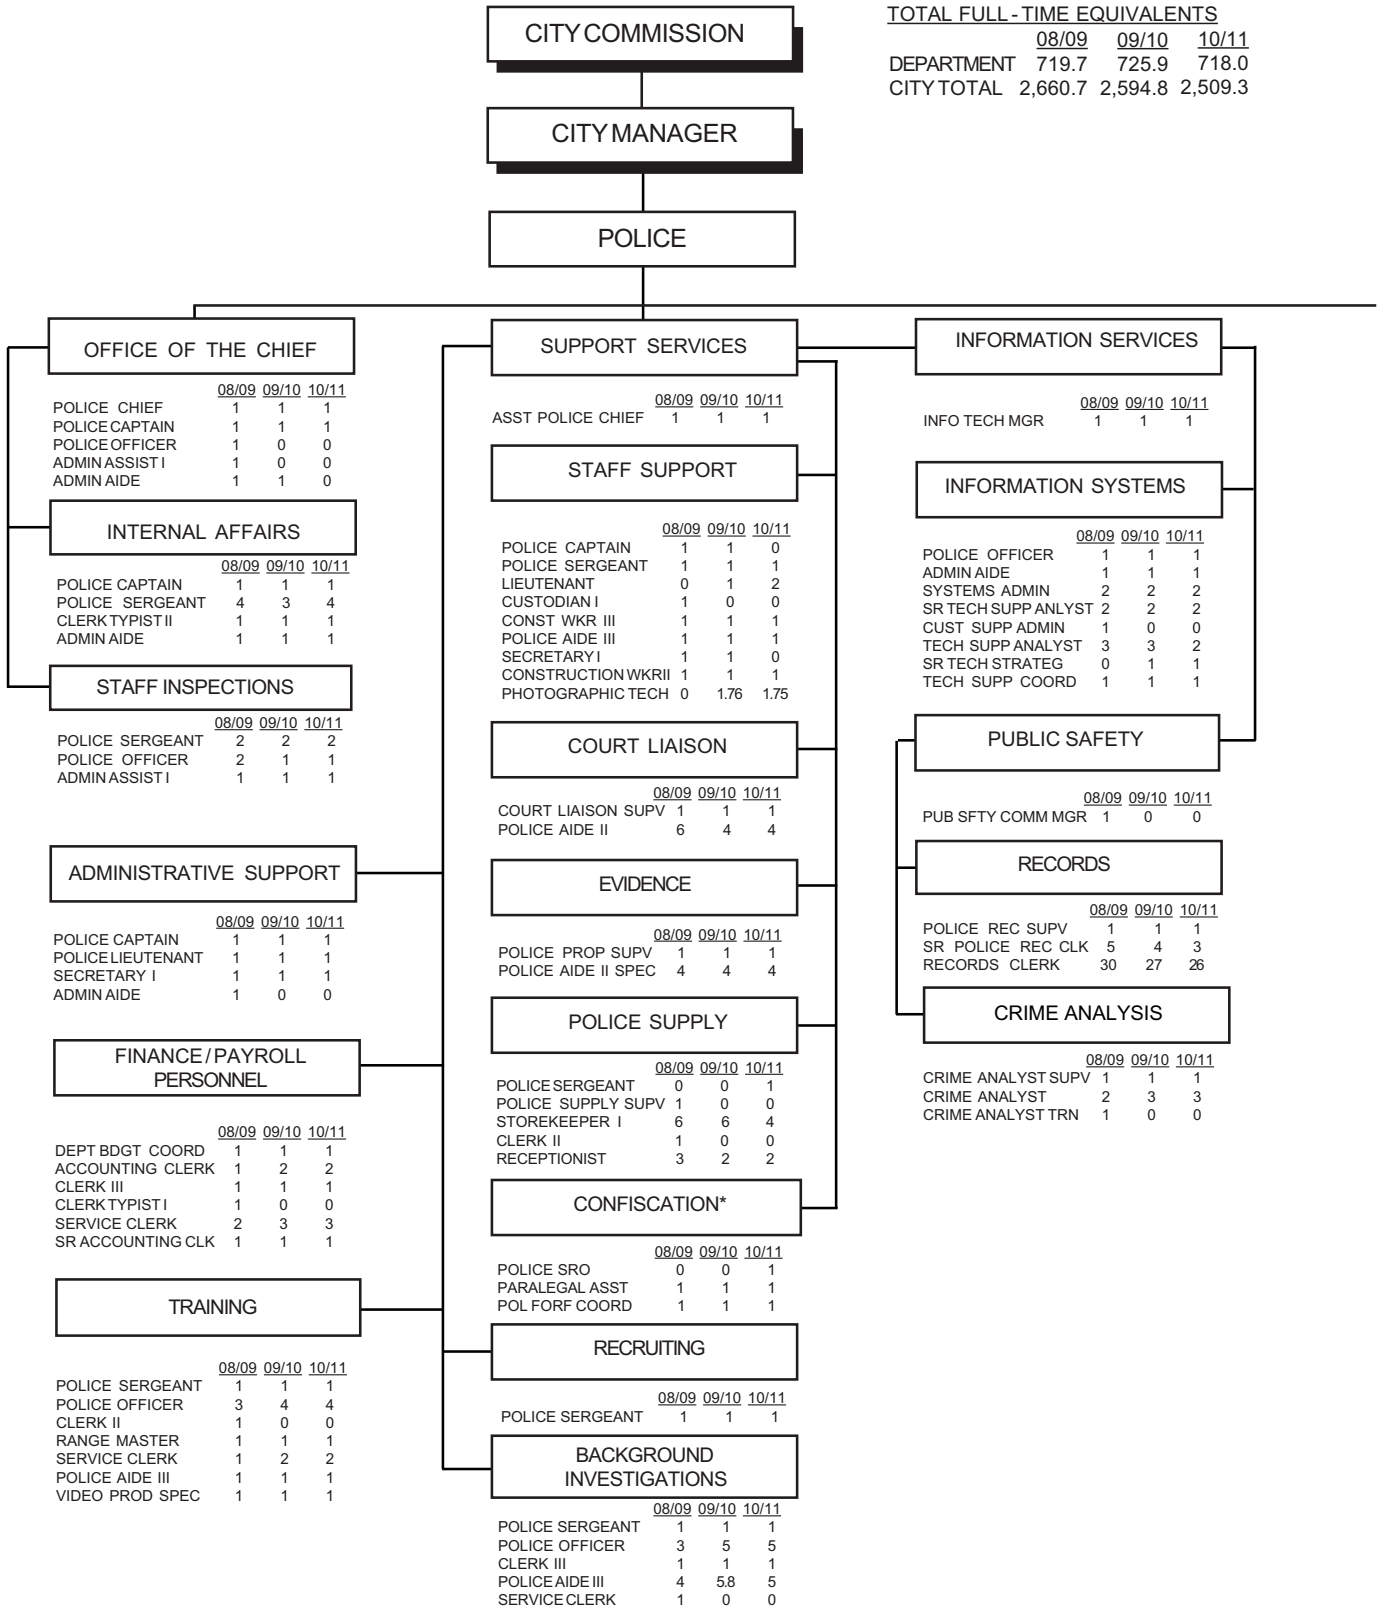 CITY COMMISSION
TOTAL FULL-TIME EQUIVALENTS
08/09 09/10 10/11
DEPARTMENT 719.7 725.9 718.0
CITY TOTAL 2,660.7 2,594.8 2,509.3
CITY MANAGER
POLICE
OFFICE OF THE CHIEF
08/09 09/10 10/11
POLICE CHIEF 1 1 1
POLICE CAPTAIN 1 1 1
POLICE OFFICER 1 0 0
ADMIN ASSIST I 1 0 0
ADMIN AIDE 1 1 0
INTERNAL AFFAIRS
08/09 09/10 10/11
POLICE CAPTAIN 1 1 1
POLICE SERGEANT 4 3 4
CLERK TYPIST II 1 1 1
ADMIN AIDE 1 1 1
STAFF INSPECTIONS
08/09 09/10 10/11
POLICE SERGEANT 2 2 2
POLICE OFFICER 2 1 1
ADMIN ASSIST I 1 1 1
ADMINISTRATIVE SUPPORT
08/09 09/10 10/11
POLICE CAPTAIN 1 1 1
POLICE LIEUTENANT 1 1 1
SECRETARY I 1 1 1
ADMIN AIDE 1 0 0
FINANCE / PAYROLL
PERSONNEL
08/09 09/10 10/11
DEPT BDGT COORD 1 1 1
ACCOUNTING CLERK 1 2 2
CLERK III 1 1 1
CLERK TYPIST I 1 0 0
SERVICE CLERK 2 3 3
SR ACCOUNTING CLK 1 1 1
TRAINING
08/09 09/10 10/11
POLICE SERGEANT 1 1 1
POLICE OFFICER 3 4 4
CLERK II 1 0 0
RANGE MASTER 1 1 1
SERVICE CLERK 1 2 2
POLICE AIDE III 1 1 1
VIDEO PROD SPEC 1 1 1
SUPPORT SERVICES
08/09 09/10 10/11
ASST POLICE CHIEF 1 1 1
STAFF SUPPORT
08/09 09/10 10/11
POLICE CAPTAIN 1 1 0
POLICE SERGEANT 1 1 1
LIEUTENANT 0 1 2
CUSTODIAN I 1 0 0
CONST WKR III 1 1 1
POLICE AIDE III 1 1 1
SECRETARY I 1 1 0
CONSTRUCTION WKRII 1 1 1
PHOTOGRAPHIC TECH 0 1.76 1.75
COURT LIAISON
08/09 09/10 10/11
COURT LIAISON SUPV 1 1 1
POLICE AIDE II 6 4 4
EVIDENCE
08/09 09/10 10/11
POLICE PROP SUPV 1 1 1
POLICE AIDE II SPEC 4 4 4
POLICE SUPPLY
08/09 09/10 10/11
POLICE SERGEANT 0 0 1
POLICE SUPPLY SUPV 1 0 0
STOREKEEPER I 6 6 4
CLERK II 1 0 0
RECEPTIONIST 3 2 2
CONFISCATION*
08/09 09/10 10/11
POLICE SRO 0 0 1
PARALEGAL ASST 1 1 1
POL FORF COORD 1 1 1
RECRUITING
08/09 09/10 10/11
POLICE SERGEANT 1 1 1
BACKGROUND
INVESTIGATIONS
08/09 09/10 10/11
POLICE SERGEANT 1 1 1
POLICE OFFICER 3 5 5
CLERK III 1 1 1
POLICE AIDE III 4 5.8 5
SERVICE CLERK 1 0 0
INFORMATION SERVICES
08/09 09/10 10/11
INFO TECH MGR 1 1 1
INFORMATION SYSTEMS
08/09 09/10 10/11
POLICE OFFICER 1 1 1
ADMIN AIDE 1 1 1
SYSTEMS ADMIN 2 2 2
SR TECH SUPP ANLYST 2 2 2
CUST SUPP ADMIN 1 0 0
TECH SUPP ANALYST 3 3 2
SR TECH STRATEG 0 1 1
TECH SUPP COORD 1 1 1
PUBLIC SAFETY
08/09 09/10 10/11
PUB SFTY COMM MGR 1 0 0
RECORDS
08/09 09/10 10/11
POLICE REC SUPV 1 1 1
SR POLICE REC CLK 5 4 3
RECORDS CLERK 30 27 26
CRIME ANALYSIS
08/09 09/10 10/11
CRIME ANALYST SUPV 1 1 1
CRIME ANALYST 2 3 3
CRIME ANALYST TRN 1 0 0